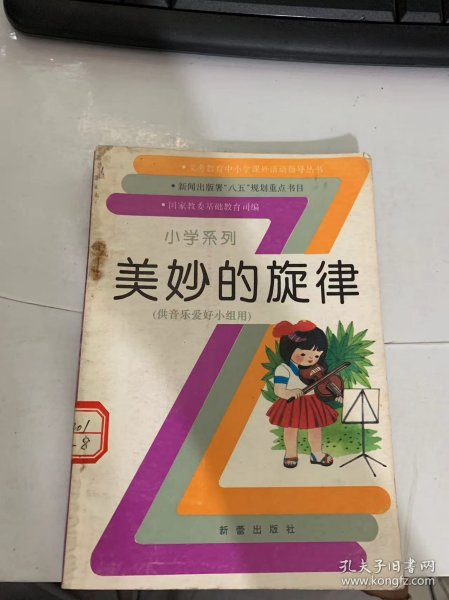 ·义务教育中小学课外活动指导丛书
·新闻出版署“八五”规划重点书目
·国家教委基础教育司编
小学系列
美妙的旋律
(供音乐爱好小组用)
新蕾出版社
孔夫子旧书网
www.kongfz.com